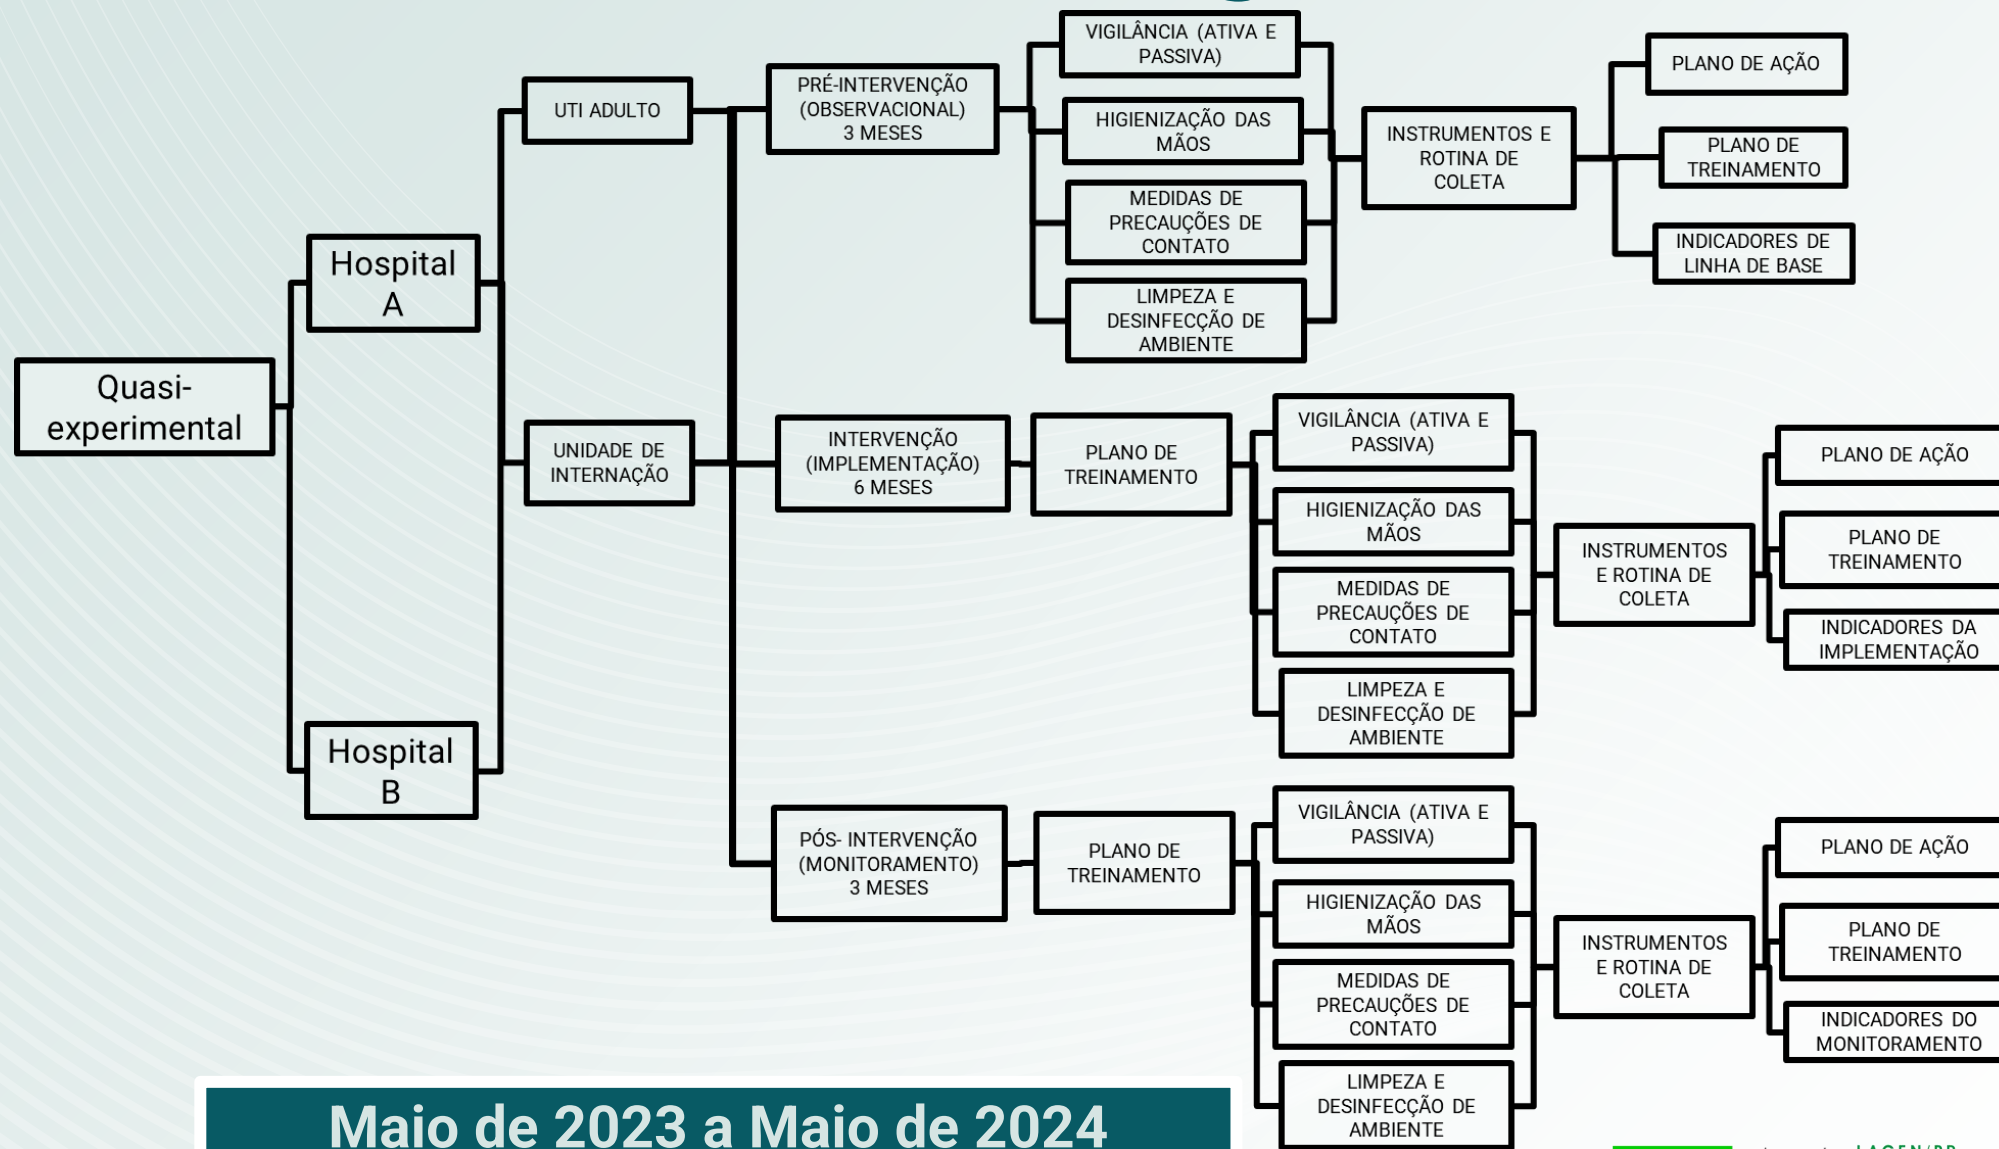 Quasi-
experimental
Hospital
A
Hospital
B
UTI ADULTO
UNIDADE DE
INTERNAÇÃO
PRÉ-INTERVENÇÃO
(OBSERVACIONAL)
3 MESES
VIGILÂNCIA (ATIVA E
PASSIVA)
HIGIENIZAÇÃO DAS
MÃOS
MEDIDAS DE
PRECAUÇÕES DE
CONTATO
LIMPEZA E
DESINFECÇÃO DE
AMBIENTE
INSTRUMENTOS E
ROTINA DE
COLETA
PLANO DE AÇÃO
PLANO DE
TREINAMENTO
INDICADORES DE
LINHA DE BASE
INTERVENÇÃO
(IMPLEMENTAÇÃO)
6 MESES
PLANO DE
TREINAMENTO
VIGILÂNCIA (ATIVA E
PASSIVA)
HIGIENIZAÇÃO DAS
MÃOS
MEDIDAS DE
PRECAUÇÕES DE
CONTATO
LIMPEZA E
DESINFECÇÃO DE
AMBIENTE
INSTRUMENTOS
E ROTINA DE
COLETA
PLANO DE AÇÃO
PLANO DE
TREINAMENTO
INDICADORES DA
IMPLEMENTAÇÃO
PÓS- INTERVENÇÃO
(MONITORAMENTO)
3 MESES
PLANO DE
TREINAMENTO
VIGILÂNCIA (ATIVA E
PASSIVA)
HIGIENIZAÇÃO DAS
MÃOS
MEDIDAS DE
PRECAUÇÕES DE
CONTATO
LIMPEZA E
DESINFECÇÃO DE
AMBIENTE
INSTRUMENTOS
E ROTINA DE
COLETA
PLANO DE AÇÃO
PLANO DE
TREINAMENTO
INDICADORES DO
MONITORAMENTO
Maio de 2023 a Maio de 2024